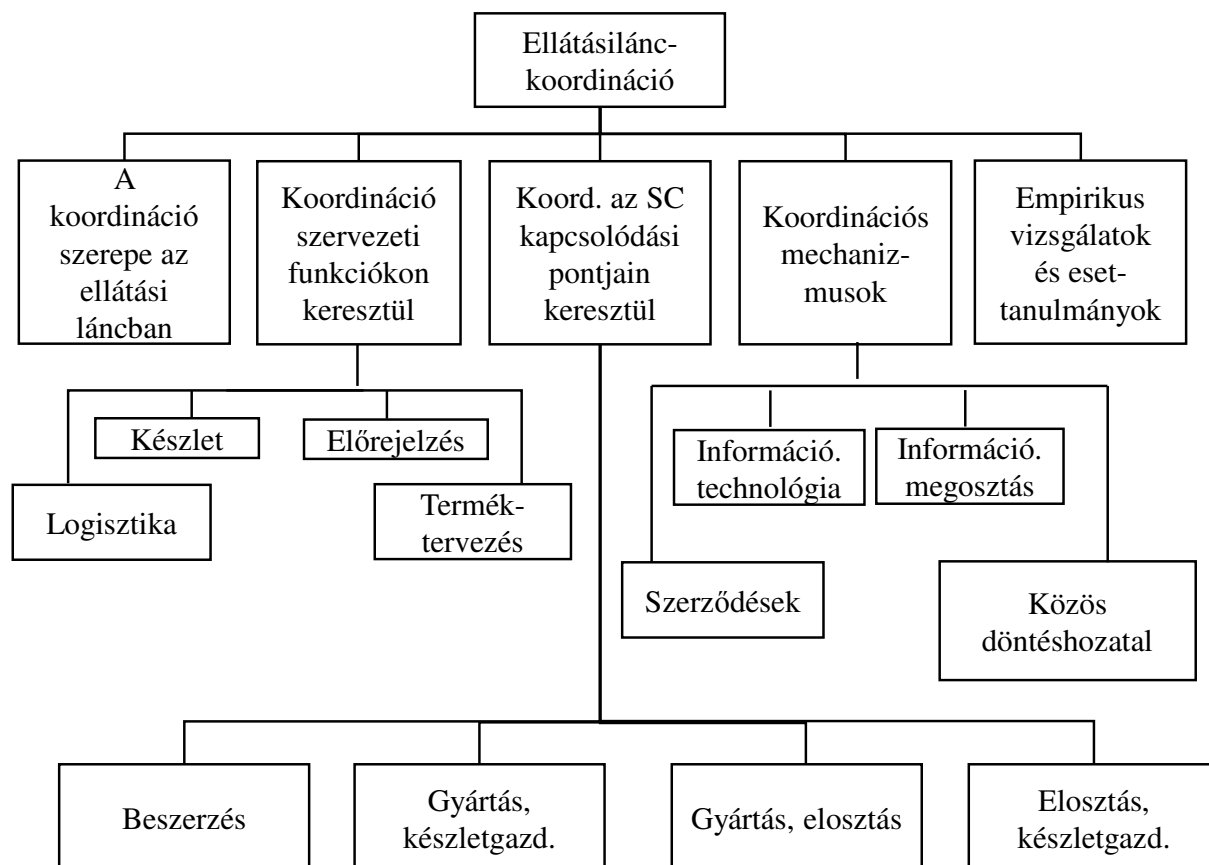 Ellátásilánc-
koordináció
A
koordináció
szerepe az
ellátási
láncban
Koordináció
szervezeti
funkciókon
keresztül
Koord. az SC
kapcsolódási
pontjain
keresztül
Koordinációs
mechaniz-
musok
Empirikus
vizsgálatok
és eset-
tanulmányok
Készlet
Előrejelzés
Logisztika
Termék-
tervezés
Információ.
technológia
Információ.
megosztás
Szerződések
Közös
döntéshozatal
Beszerzés
Gyártás,
készletgazd.
Gyártás, elosztás
Elosztás,
készletgazd.